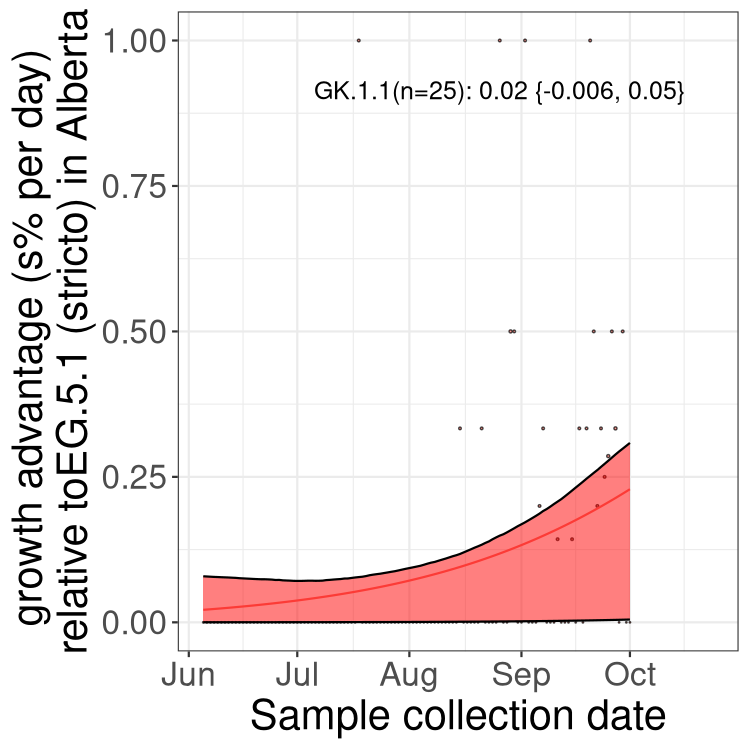 growth advantage (s% per day)
relative toEG.5.1 (stricto) in Alberta
1.00
0.75
0.50
0.25
0.00
GK.1.1(n=25): 0.02 {-0.006, 0.05}
Jun Jul Aug Sep Oct
Sample collection date